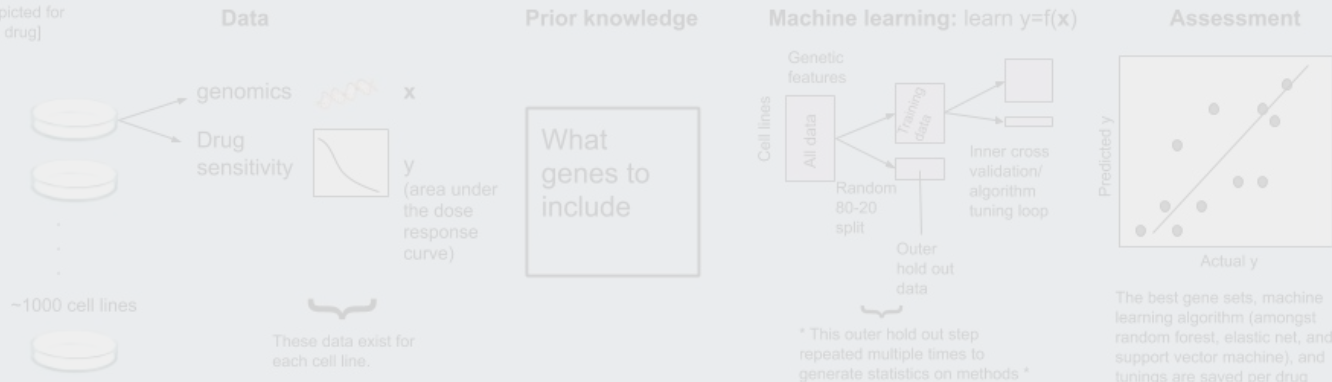 picted for
drug]
Data
genomics
x
Drug
sensitivity
y
(area under
the dose
response
curve)
~1000 cell lines
These data exist for
each cell line.
Prior knowledge
What
genes to
include
Machine learning: learn y=f(x)
Genetic
features
Cell lines
All data
Training
data
Random
80-20
split
Outer
hold out
data
Inner cross
validation/
algorithm
tuning loop
* This outer hold out step
repeated multiple times to
generate statistics on methods *
Assessment
Predicted y
Actual y
The best gene sets, machine
learning algorithm (amongst
random forest, elastic net, and
support vector machine), and
tunings are saved per drug